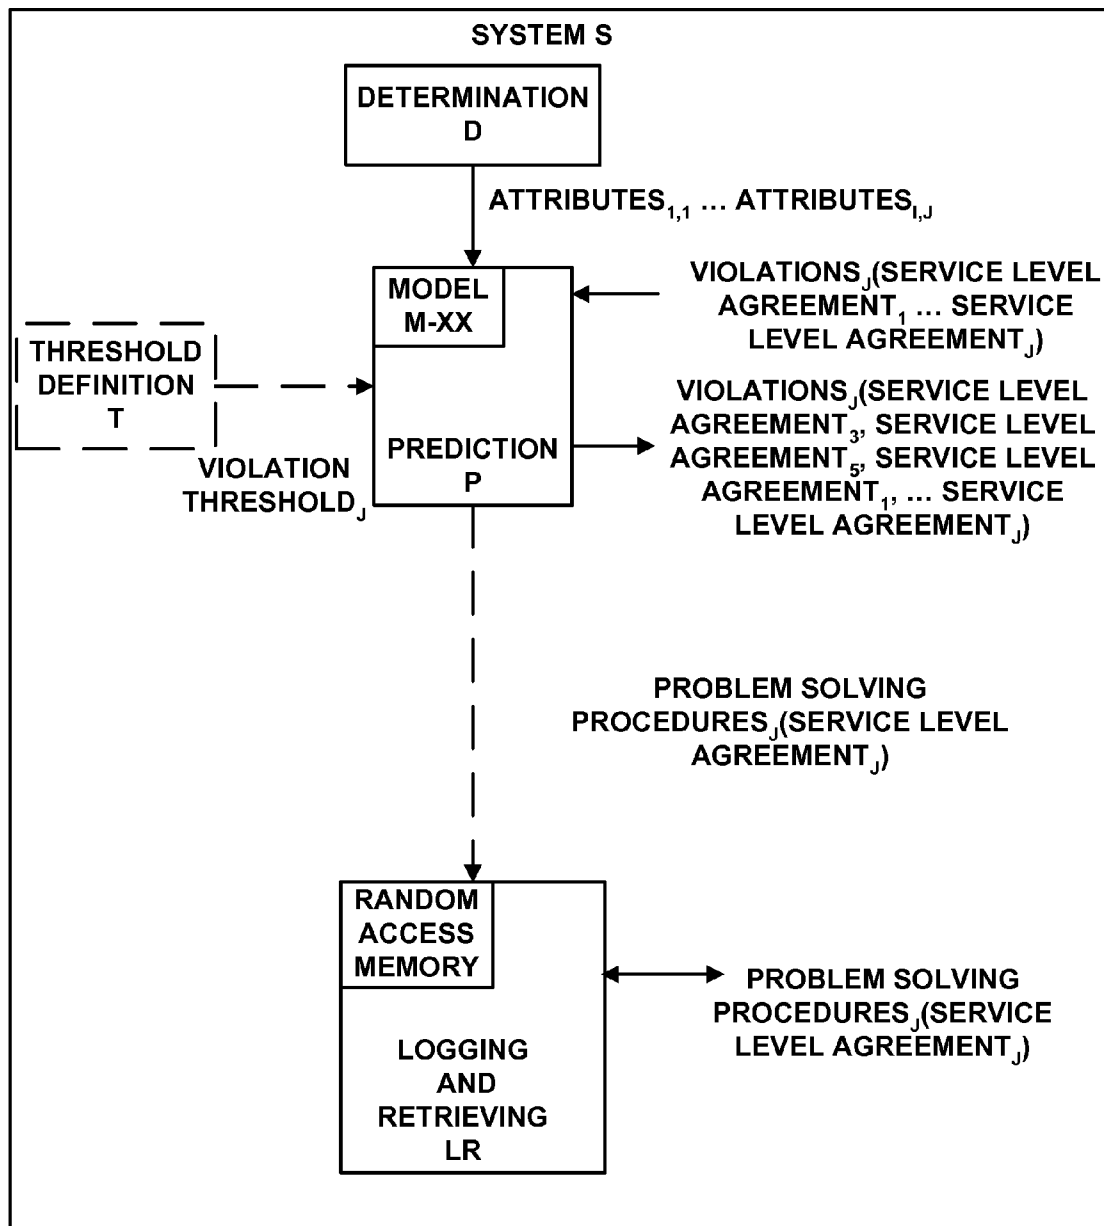 SYSTEM S
DETERMINATION
D
ATTRIBUTES1,1 ... ATTRIBUTESI,J
MODEL
M-XX
VIOLATIONSJ(SERVICE LEVEL
AGREEMENT1 ... SERVICE
LEVEL AGREEMENTJ)
THRESHOLD
DEFINITION
T
VIOLATION
THRESHOLDJ
PREDICTION
P
VIOLATIONSJ(SERVICE LEVEL
AGREEMENT3, SERVICE LEVEL
AGREEMENT5, SERVICE LEVEL
AGREEMENT1, ... SERVICE
LEVEL AGREEMENTJ)
PROBLEM SOLVING
PROCEDURESJ(SERVICE LEVEL
AGREEMENTJ)
RANDOM
ACCESS
MEMORY
LOGGING
AND
RETRIEVING
LR
PROBLEM SOLVING
PROCEDURESJ(SERVICE
LEVEL AGREEMENTJ)